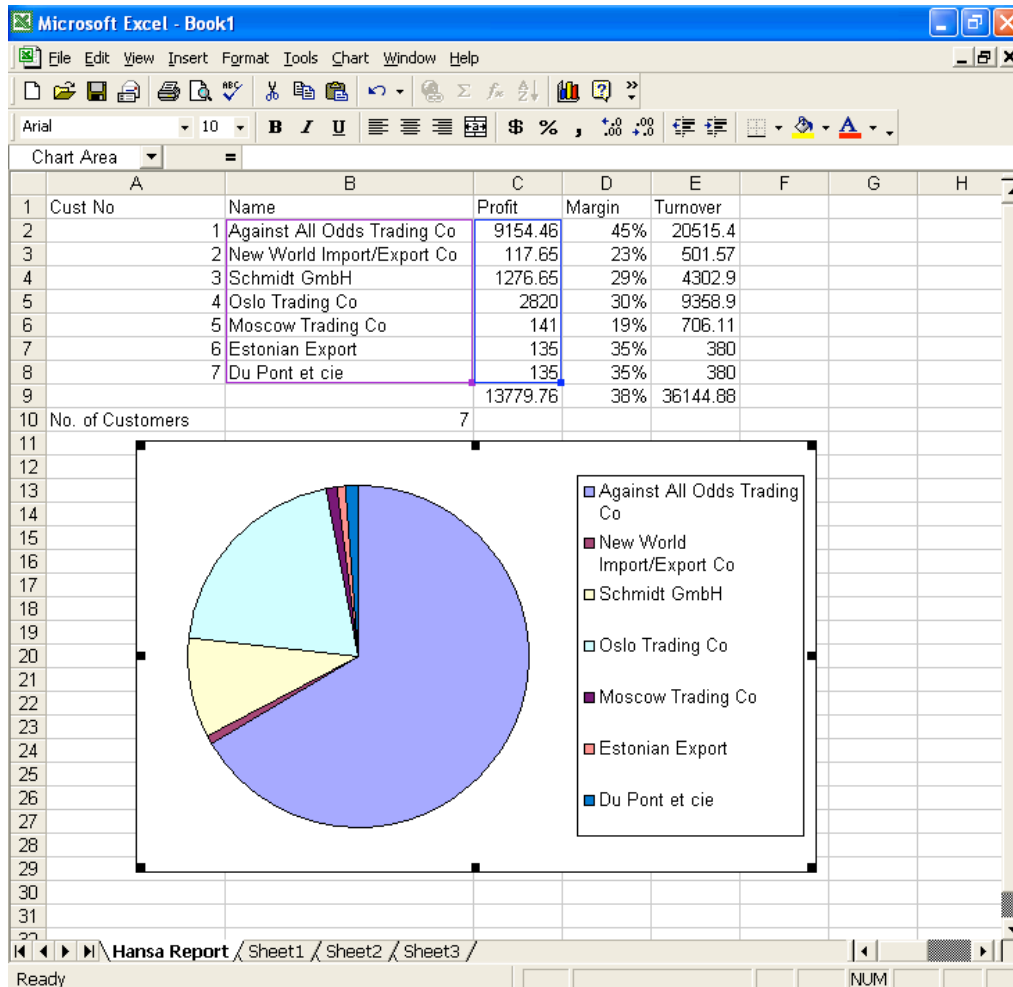 Microsoft Excel - Book1
File Edit View Insert Format Tools Chart Window Help
ABC Σ fx A Z $ % , .00 .0
Arial 10 B I U
Chart Area =
A B C D E F G H
1 Cust No Name Profit Margin Turnover
2 1 Against All Odds Trading Co 9154.46 45% 20515.4
3 2 New World Import/Export Co 117.65 23% 501.57
4 3 Schmidt GmbH 1276.65 29% 4302.9
5 4 Oslo Trading Co 2820 30% 9358.9
6 5 Moscow Trading Co 141 19% 706.11
7 6 Estonian Export 135 35% 380
8 7 Du Pont et cie 135 35% 380
9 13779.76 38% 36144.88
10 No. of Customers 7
11
12
13
14
15
16
17
18
19
20
21
22
23
24
25
26
27
28
29
30
31
Against All Odds Trading
Co
New World
Import/Export Co
Schmidt GmbH
Oslo Trading Co
Moscow Trading Co
Estonian Export
Du Pont et cie
Hansa Report Sheet1 Sheet2 Sheet3
Ready NUM